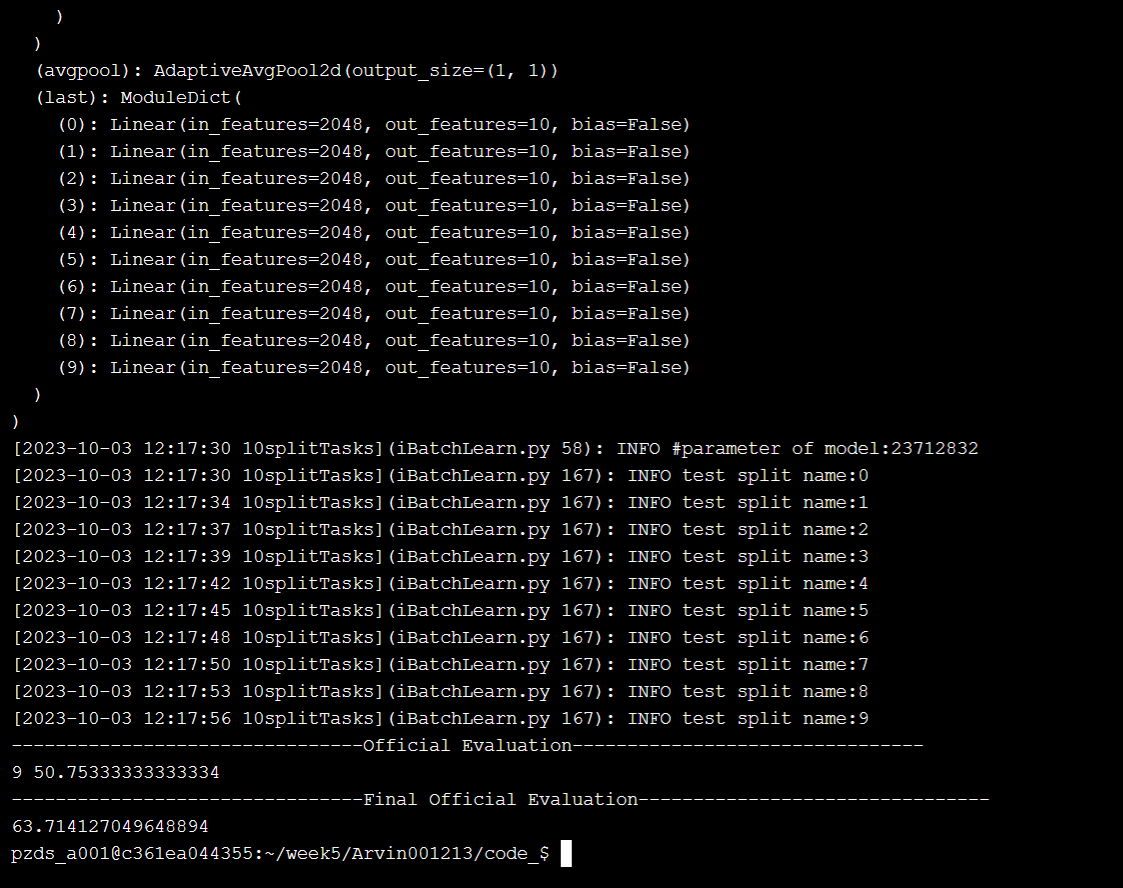 )
)
(avgpool): AdaptiveAvgPool2d(output_size=(1, 1))
(last): ModuleDict(
(0): Linear(in_features=2048, out_features=10, bias=False)
(1): Linear(in_features=2048, out_features=10, bias=False)
(2): Linear(in_features=2048, out_features=10, bias=False)
(3): Linear(in_features=2048, out_features=10, bias=False)
(4): Linear(in_features=2048, out_features=10, bias=False)
(5): Linear(in_features=2048, out_features=10, bias=False)
(6): Linear(in_features=2048, out_features=10, bias=False)
(7): Linear(in_features=2048, out_features=10, bias=False)
(8): Linear(in_features=2048, out_features=10, bias=False)
(9): Linear(in_features=2048, out_features=10, bias=False)
)
)
[2023-10-03 12:17:30 10splitTasks](iBatchLearn.py 58): INFO #parameter of model:23712832
[2023-10-03 12:17:30 10splitTasks](iBatchLearn.py 167): INFO test split name:0
[2023-10-03 12:17:34 10splitTasks](iBatchLearn.py 167): INFO test split name:1
[2023-10-03 12:17:37 10splitTasks](iBatchLearn.py 167): INFO test split name:2
[2023-10-03 12:17:39 10splitTasks](iBatchLearn.py 167): INFO test split name:3
[2023-10-03 12:17:42 10splitTasks](iBatchLearn.py 167): INFO test split name:4
[2023-10-03 12:17:45 10splitTasks](iBatchLearn.py 167): INFO test split name:5
[2023-10-03 12:17:48 10splitTasks](iBatchLearn.py 167): INFO test split name:6
[2023-10-03 12:17:50 10splitTasks](iBatchLearn.py 167): INFO test split name:7
[2023-10-03 12:17:53 10splitTasks](iBatchLearn.py 167): INFO test split name:8
[2023-10-03 12:17:56 10splitTasks](iBatchLearn.py 167): INFO test split name:9
--------------------------------Official Evaluation--------------------------------
9 50.75333333333334
--------------------------------Final Official Evaluation--------------------------------
63.714127049648894
pzds_a001@c361ea044355:~/week5/Arvin001213/code_$